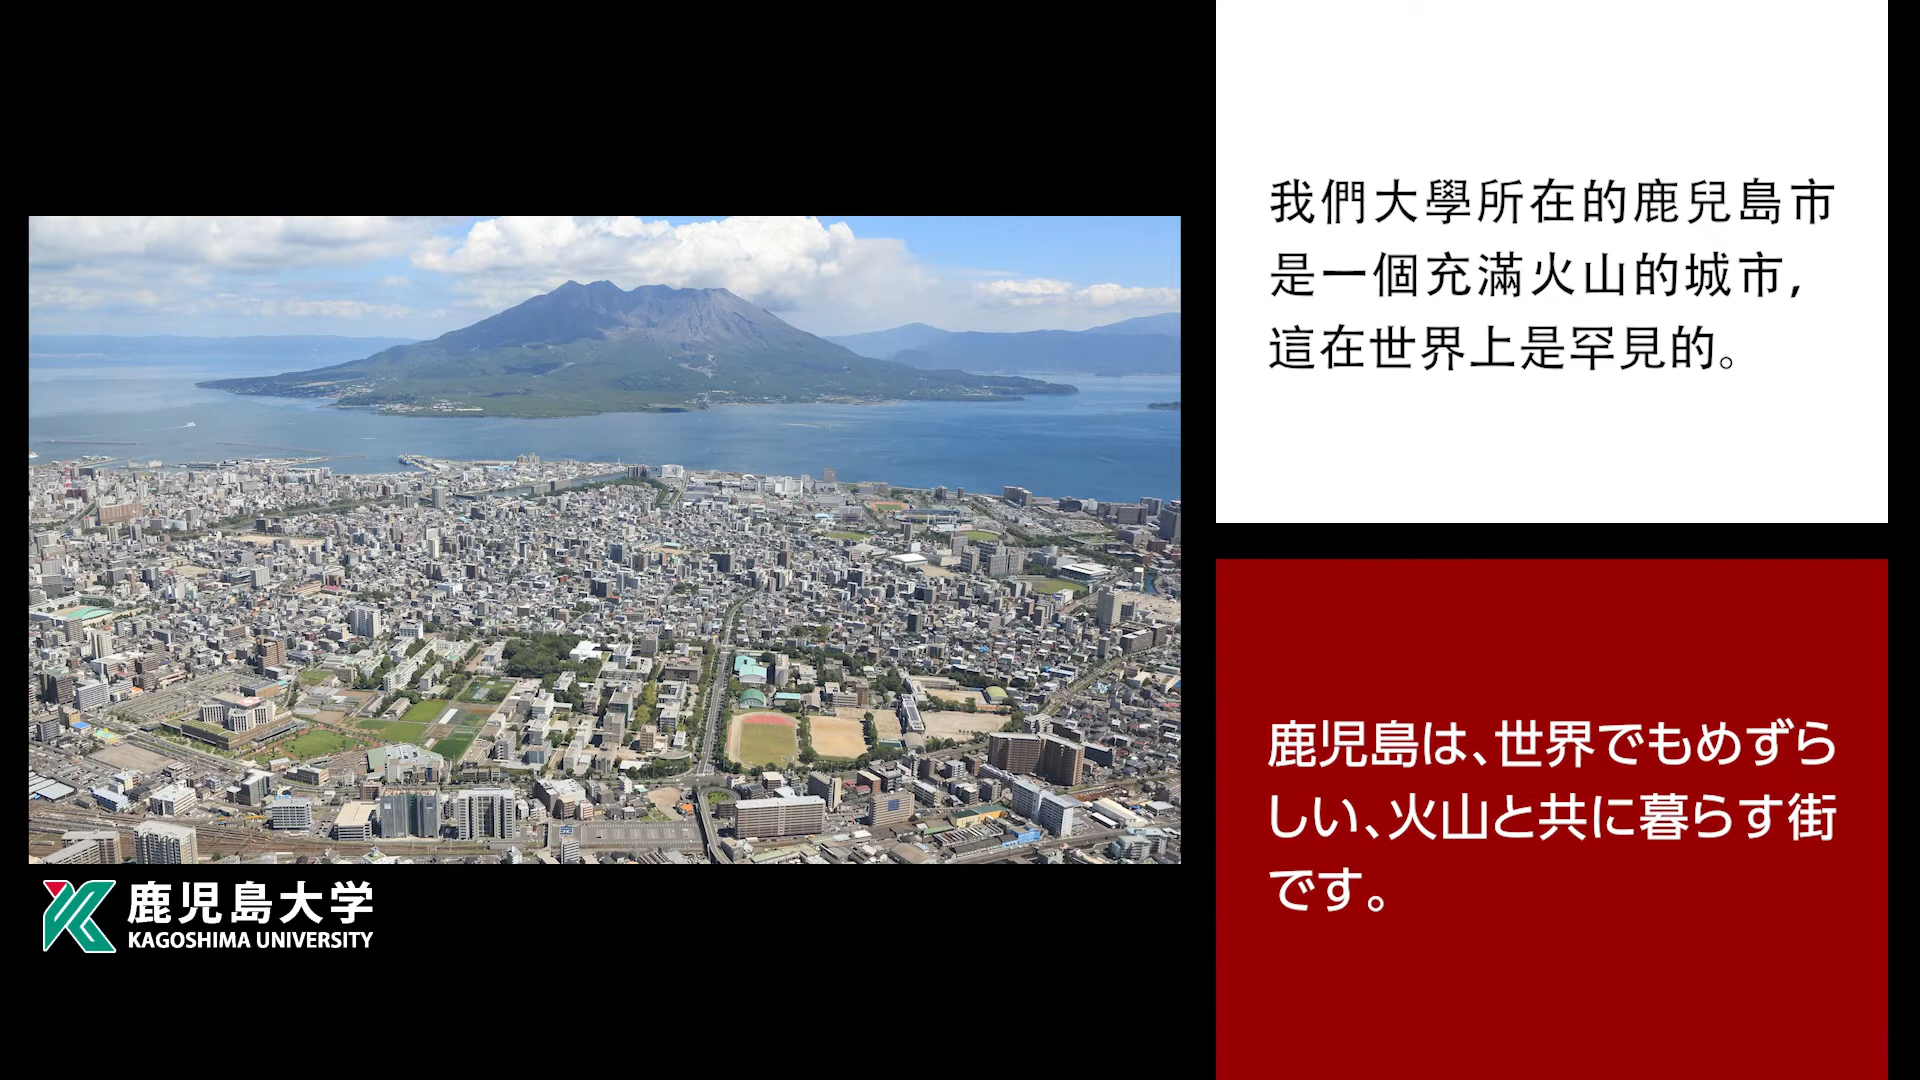 我們大學所在的鹿兒島市
是一個充滿火山的城市,
這在世界上是罕見的。
鹿児島は、世界でもめずら
しい、火山と共に暮らす街
です。
鹿児島大学
KAGOSHIMA UNIVERSITY